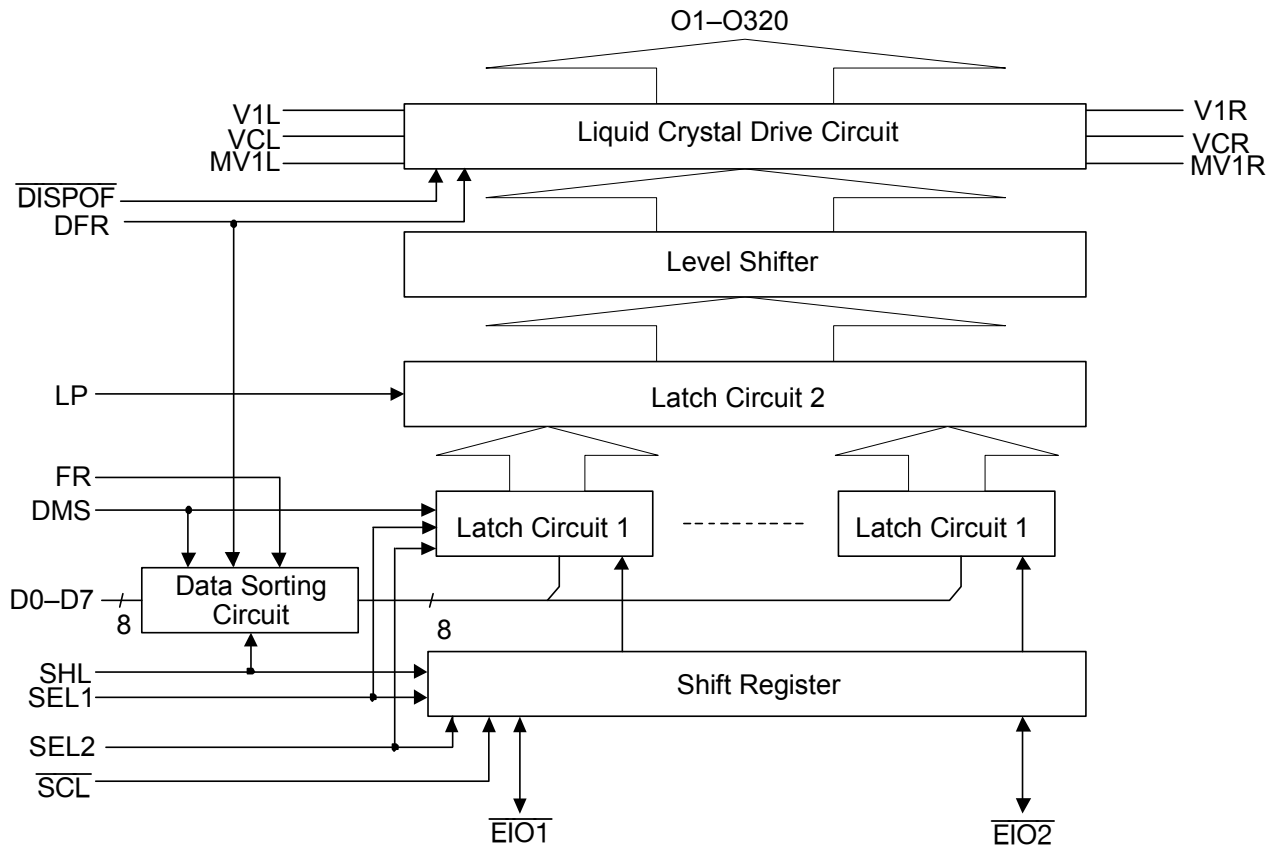 O1–O320
V1L
Liquid Crystal Drive Circuit
V1R
VCL
VCR
MV1L
MV1R
DISPOF
DFR
Level Shifter
LP
Latch Circuit 2
FR
DMS
Latch Circuit 1
Latch Circuit 1
D0–D7
8
Data Sorting
Circuit
8
SHL
SEL1
Shift Register
SEL2
SCL
EIO1
EIO2